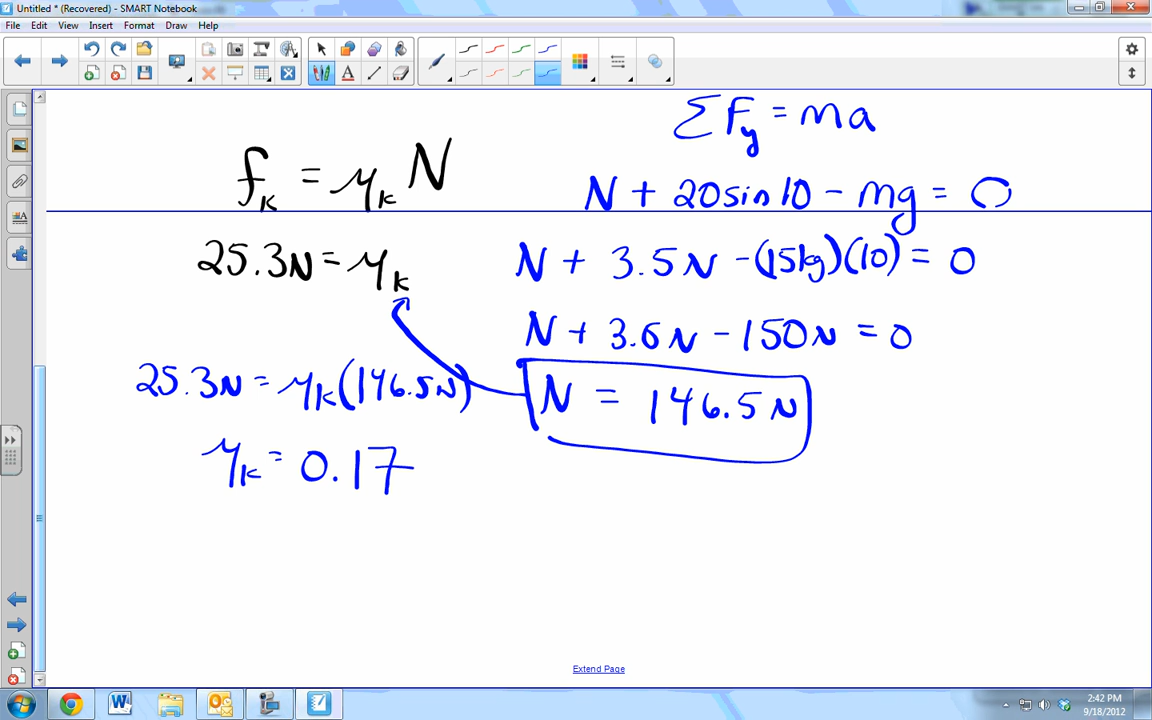 Untitled * (Recovered) - SMART Notebook
File Edit View Insert Format Draw Help
ΣFy = ma
fk = μk N
N + 20sin10 - mg = 0
25.3N = μk
N + 3.5N - (15kg)(10) = 0
N + 3.6N - 150N = 0
25.3N = μk(146.5N)
N = 146.5N
μk = 0.17
Extend Page
2:42 PM
9/18/2012